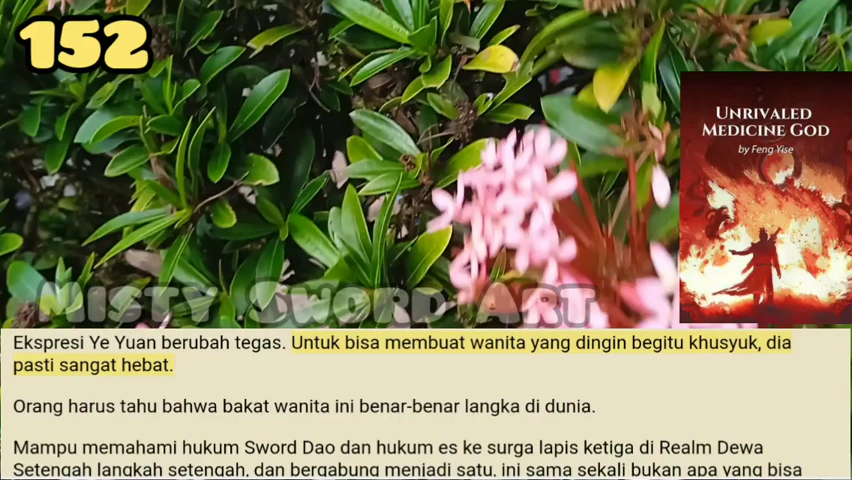 152
UNRIVALED
MEDICINE GOD
by Feng Yise
MISTY SWORD ART
Ekspresi Ye Yuan berubah tegas. Untuk bisa membuat wanita yang dingin begitu khusyuk, dia
pasti sangat hebat.
Orang harus tahu bahwa bakat wanita ini benar-benar langka di dunia.
Mampu memahami hukum Sword Dao dan hukum es ke surga lapis ketiga di Realm Dewa
Setengah langkah setengah, dan bergabung menjadi satu, ini sama sekali bukan apa yang bisa